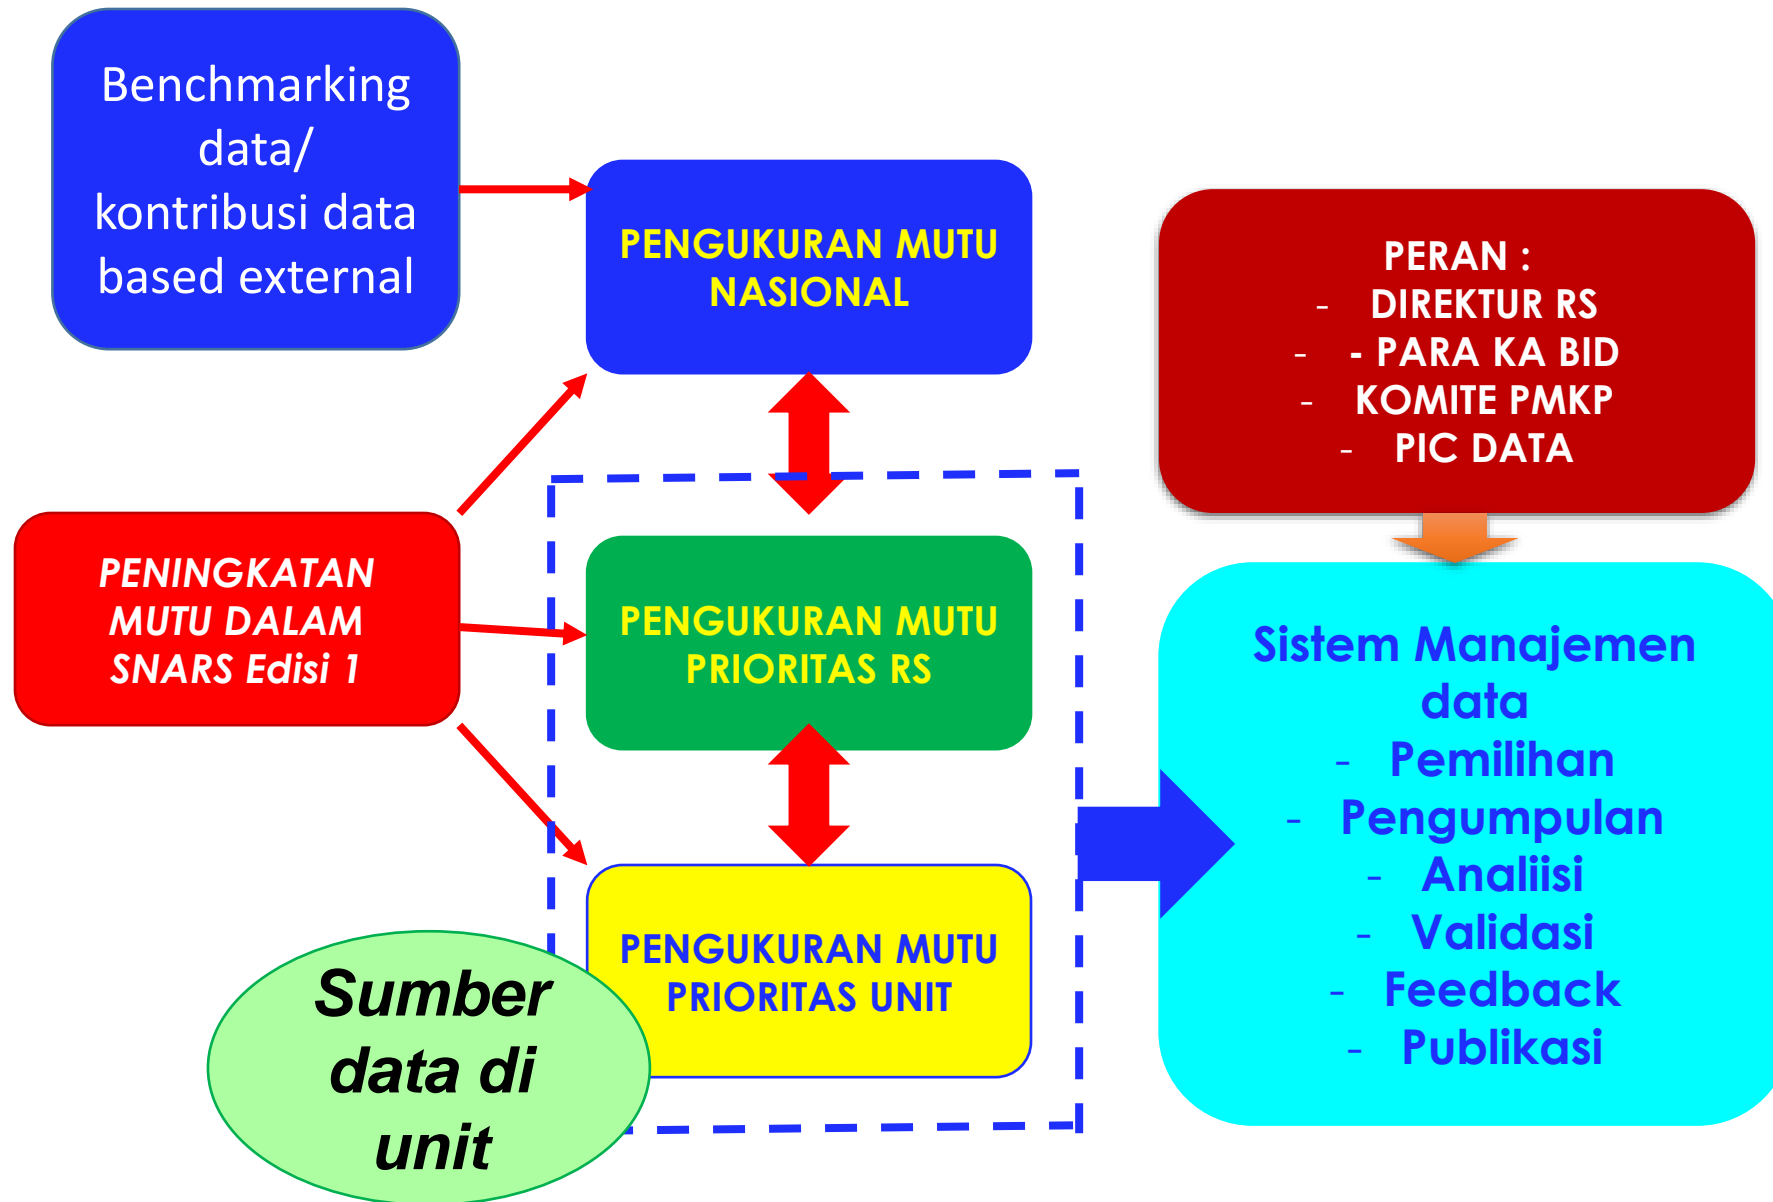 Benchmarking
data/
kontribusi data
based external
PENGUKURAN MUTU
NASIONAL
PERAN :
- DIREKTUR RS
- - PARA KA BID
- KOMITE PMKP
- PIC DATA
PENINGKATAN
MUTU DALAM
SNARS Edisi 1
PENGUKURAN MUTU
PRIORITAS RS
Sistem Manajemen
data
- Pemilihan
- Pengumpulan
- Analiisi
- Validasi
- Feedback
- Publikasi
PENGUKURAN MUTU
PRIORITAS UNIT
Sumber
data di
unit